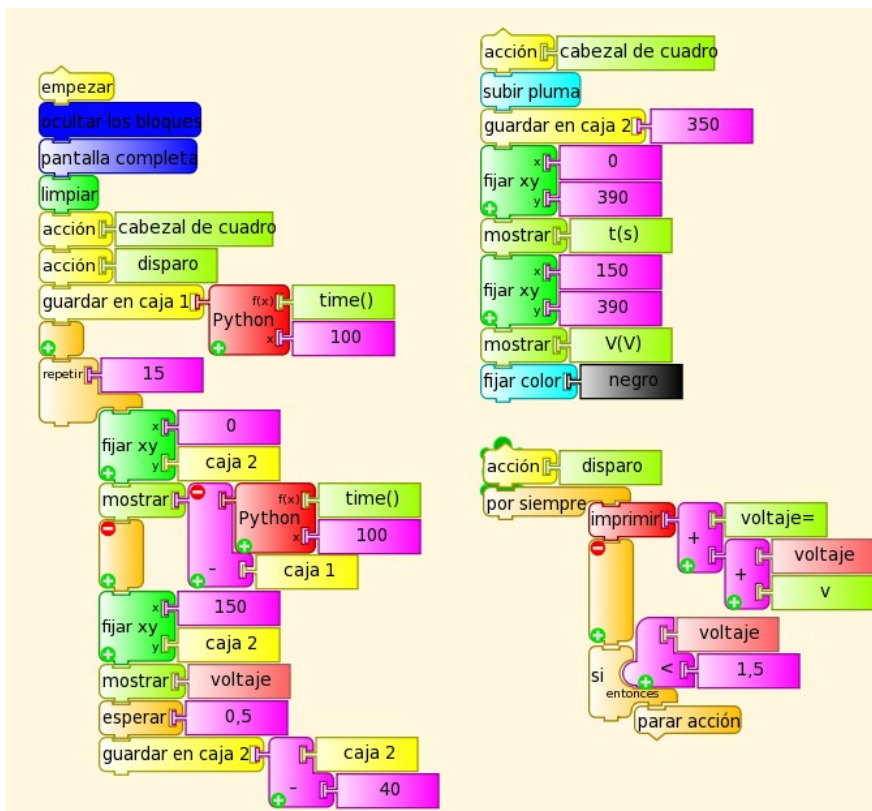 empezar
ocultar los bloques
pantalla completa
limpiar
acción cabezal de cuadro
acción disparo
guardar en caja 1 Python f(x) time()
x 100
repetir 15
fijar xy x 0
y caja 2
mostrar - Python f(x) time()
x 100
caja 1
fijar xy x 150
y caja 2
mostrar voltaje
esperar 0,5
guardar en caja 2 - caja 2
40
acción cabezal de cuadro
subir pluma
guardar en caja 2 350
fijar xy x 0
y 390
mostrar t(s)
fijar xy x 150
y 390
mostrar V(V)
fijar color negro
acción disparo
por siempre
imprimir + voltaje=
+ voltaje
v
si voltaje
< 1,5
entonces
parar acción